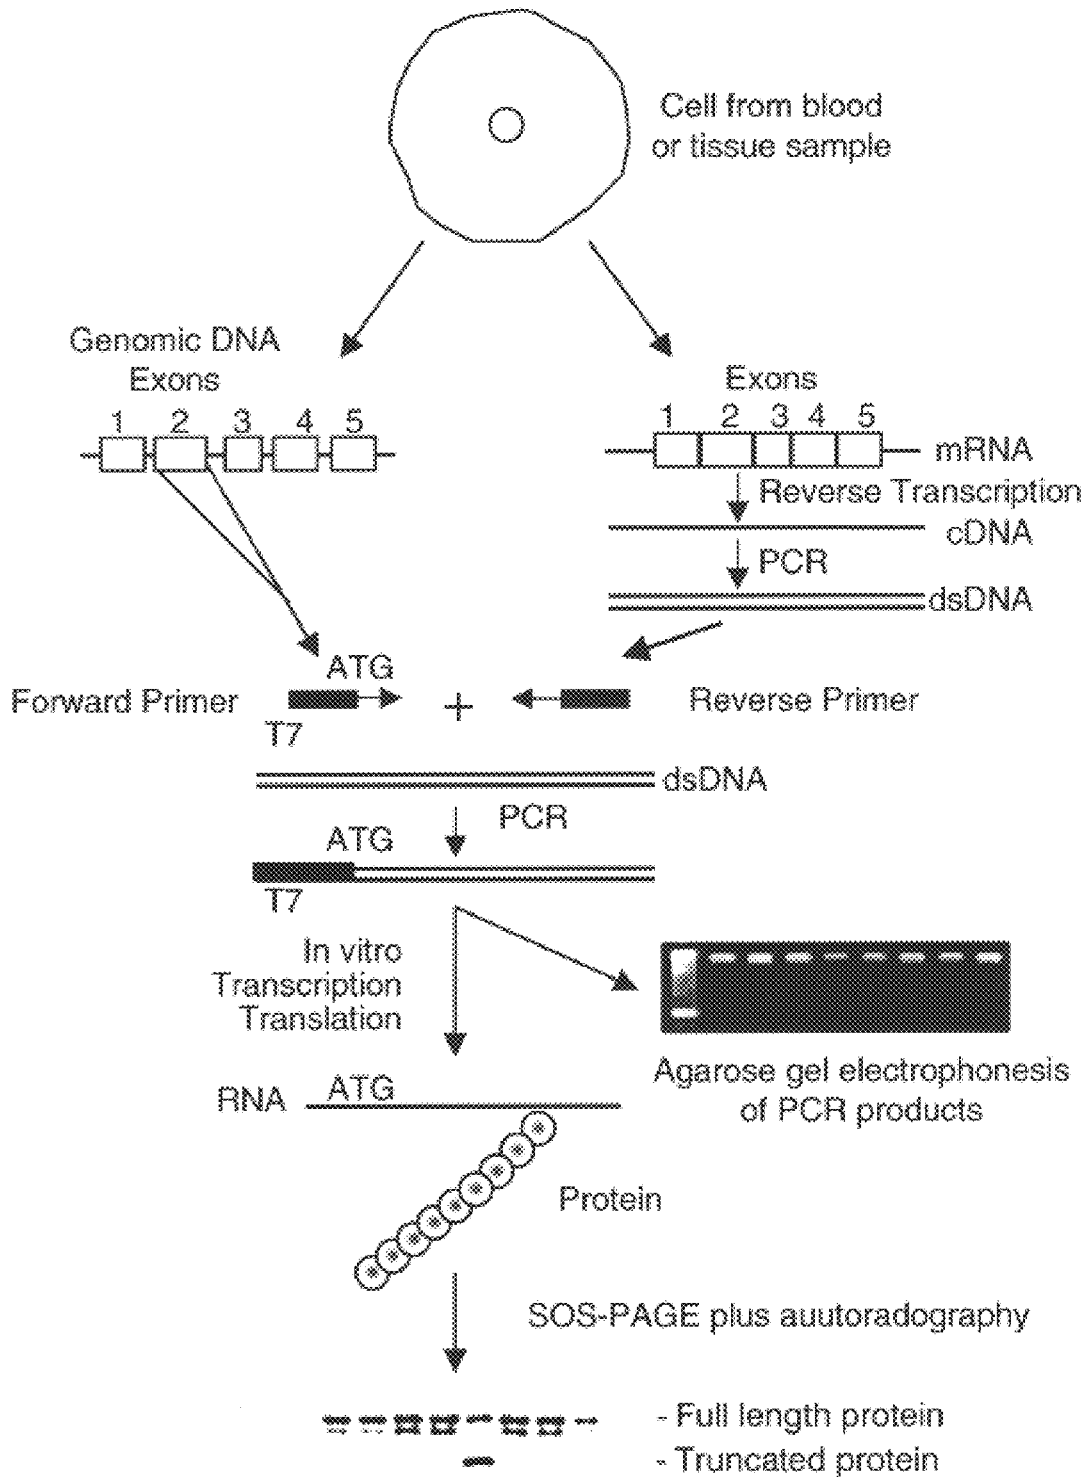 Cell from blood
or tissue sample
Genomic DNA
Exons
1 2 3 4 5
Exons
1 2 3 4 5
mRNA
Reverse Transcription
cDNA
PCR
dsDNA
ATG
Forward Primer
+
Reverse Primer
T7
dsDNA
PCR
ATG
T7
In vitro
Transcription
Translation
Agarose gel electrophonesis
of PCR products
RNA
ATG
Protein
SOS-PAGE plus auutoradography
- Full length protein
- Truncated protein